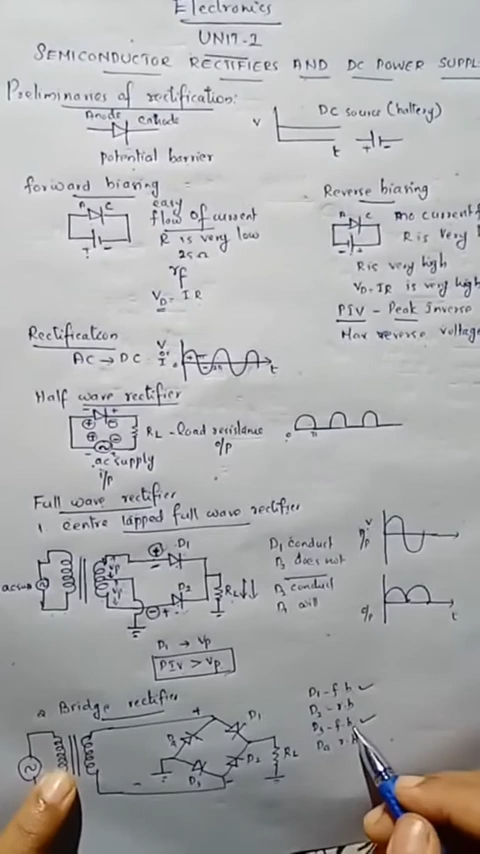 Electronics
UNIT-2
SEMICONDUCTOR RECTIFIERS AND DC POWER SUPPL
Preliminaries of rectification:
Anode Cathode
V
t
DC source (battery)
potential barrier
forward biasing
A C
easy
flow of current
R is very low
25Ω
rf
VD = IR
Reverse biasing
A C
no current
R is very
R is very high
VD = IR is very high
PIV - Peak Inverse
Max reverse voltage
Rectification
AC → DC
V
or
I
t
Half wave rectifier
RL - load resistance
o/p
ac supply
i/p
Full wave rectifier
1, centre tapped full wave rectifier
D1
D2
RL
D1 conduct
D2 does not
D2 conduct
D1 will
V
i/p
o/p
t
D1 → Vp
PIV > Vp
2 Bridge rectifier
D1
D2
D3
D4
RL
D1 - f.b ✓
D2 - r.b
D3 - f.b ✓
D4 r.b